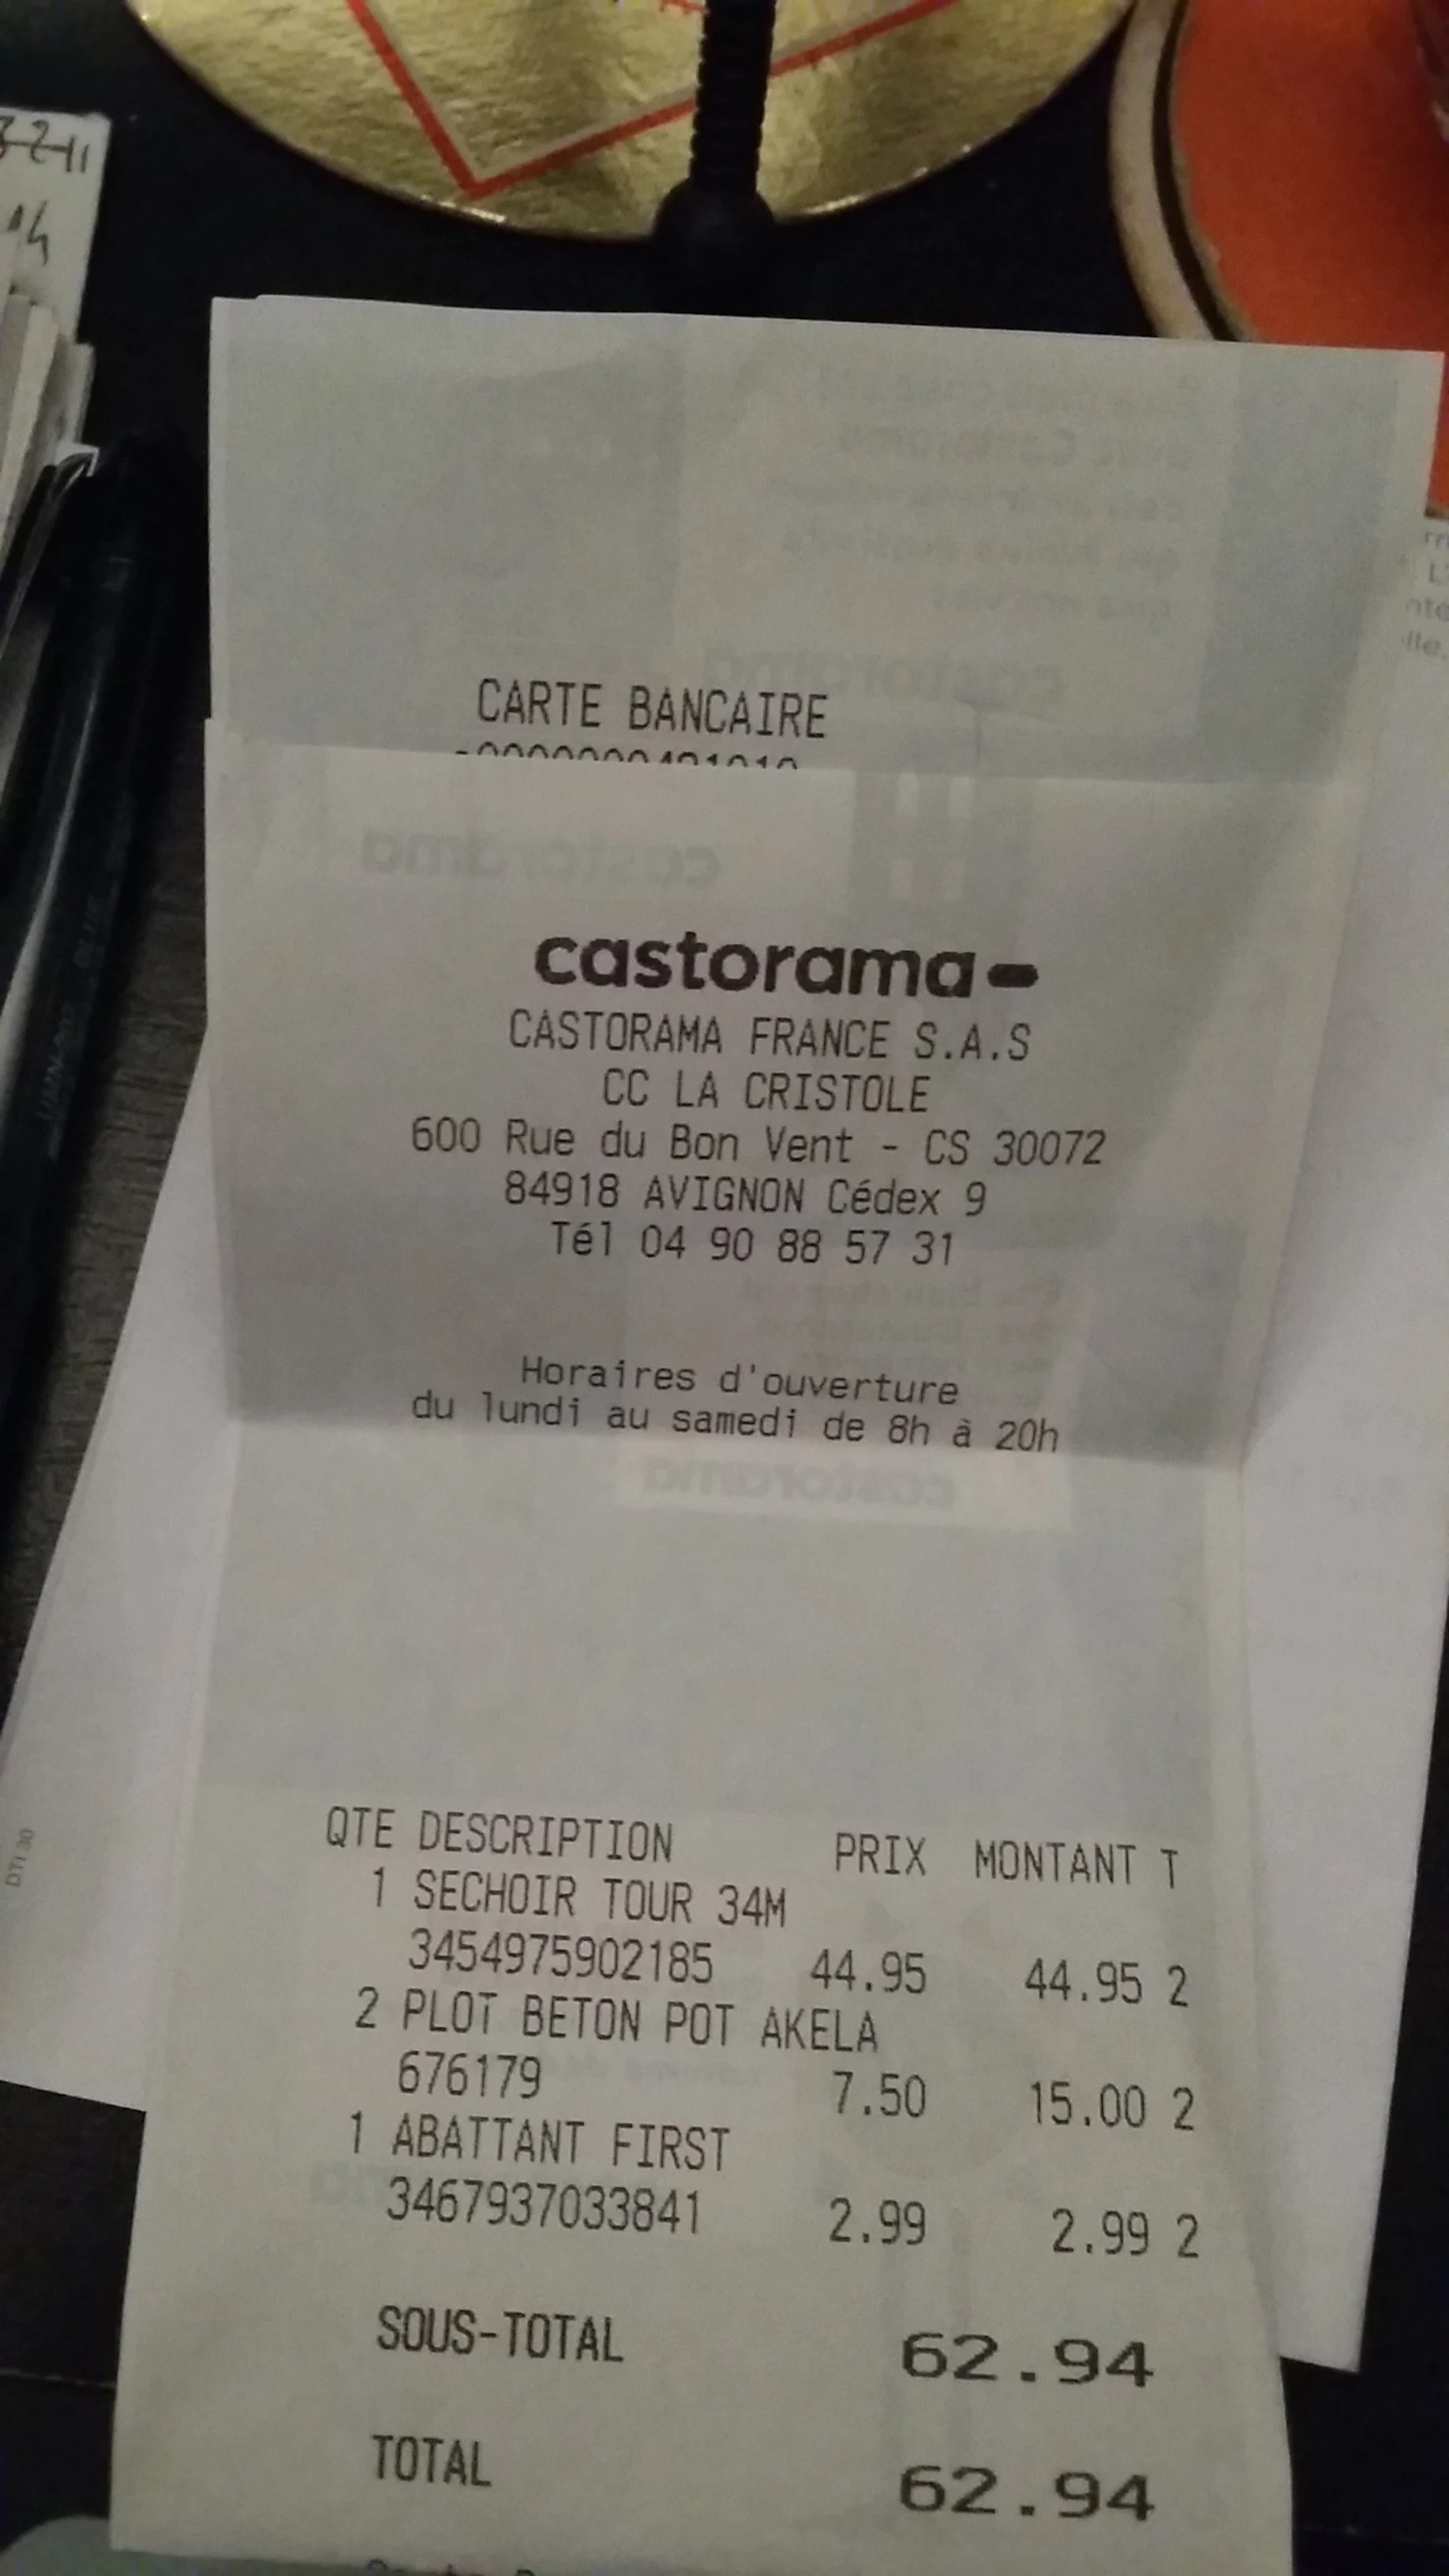 CARTE BANCAIRE
castorama
CASTORAMA FRANCE S.A.S
CC LA CRISTOLE
600 Rue du Bon Vent - CS 30072
84918 AVIGNON Cédex 9
Tél 04 90 88 57 31
Horaires d'ouverture
du lundi au samedi de 8h à 20h
QTE DESCRIPTION PRIX MONTANT T
1 SECHOIR TOUR 34M
3454975902185 44.95 44.95 2
2 PLOT BETON POT AKELA
676179 7.50 15.00 2
1 ABATTANT FIRST
3467937033841 2.99 2.99 2
SOUS-TOTAL 62.94
TOTAL 62.94
DTI 30